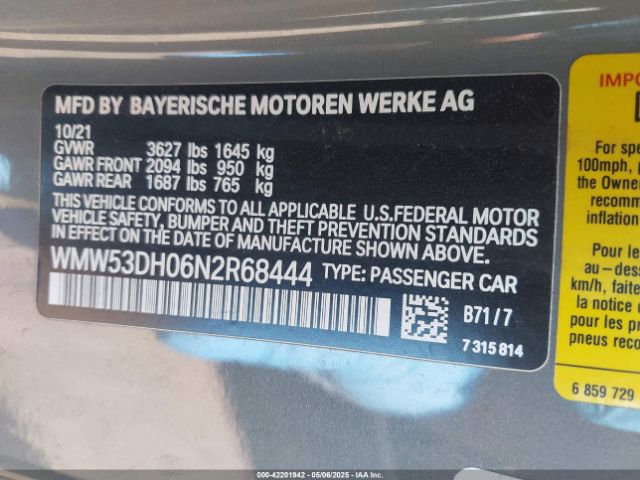 MFD BY BAYERISCHE MOTOREN WERKE AG
10/21
GVWR 3627 lbs 1645 kg
GAWR FRONT 2094 lbs 950 kg
GAWR REAR 1687 lbs 765 kg
THIS VEHICLE CONFORMS TO ALL APPLICABLE U.S.FEDERAL MOTOR
VEHICLE SAFETY, BUMPER AND THEFT PREVENTION STANDARDS
IN EFFECT ON THE DATE OF MANUFACTURE SHOWN ABOVE.
WMW53DH06N2R68444 TYPE: PASSENGER CAR
B71/7
7 315 814
IMPO
For spe
100mph, p
the Owne
recomm
inflation
Pour les
au-dess
km/h, faite
la notice
pour les pr
pneus reco
6 859 729
©00-42201942 - 05/06/2025 - IAAI, Inc.